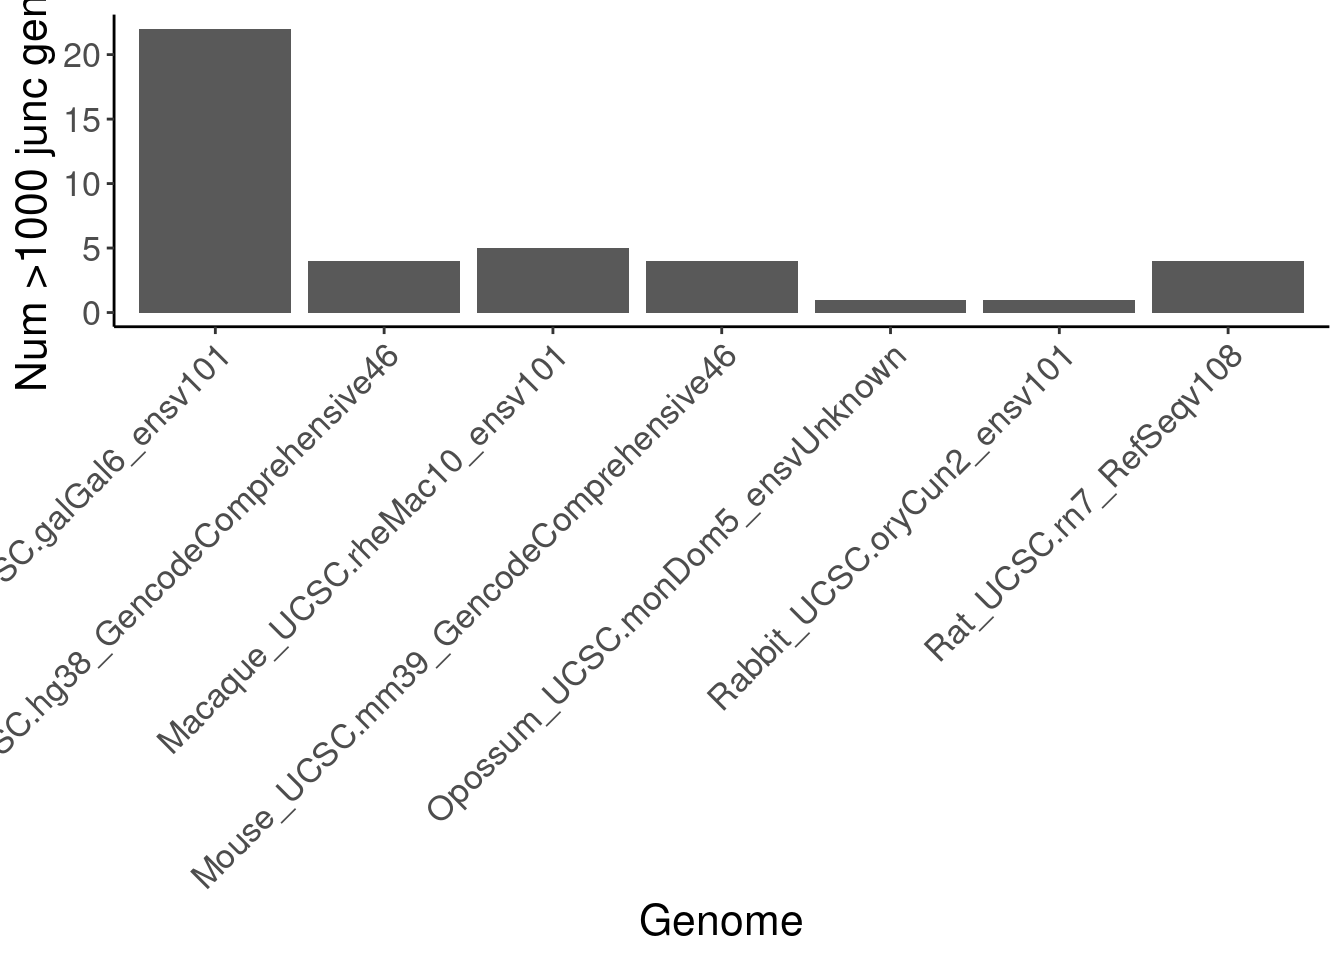 Num >1000 junc gen
20
15
10
5
0
SC.galGal6_ensv101
SC.hg38_GencodeComprehensive46
Macaque_UCSC.rheMac10_ensv101
Mouse_UCSC.mm39_GencodeComprehensive46
Opossum_UCSC.monDom5_ensvUnknown
Rabbit_UCSC.oryCun2_ensv101
Rat_UCSC.rn7_RefSeqv108
Genome